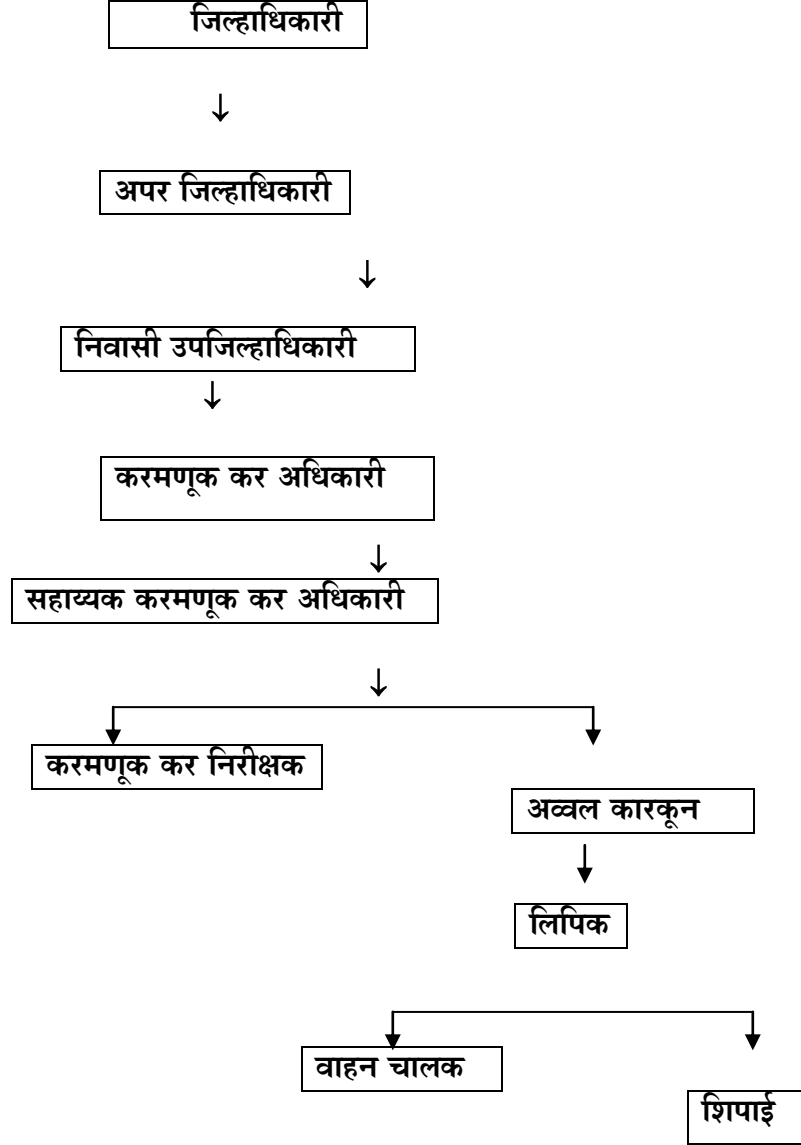 जिल्हाधिकारी
अपर जिल्हाधिकारी
निवासी उपजिल्हाधिकारी
करमणूक कर अधिकारी
सहाय्यक करमणूक कर अधिकारी
करमणूक कर निरीक्षक
अव्वल कारकून
लिपिक
वाहन चालक
शिपाई